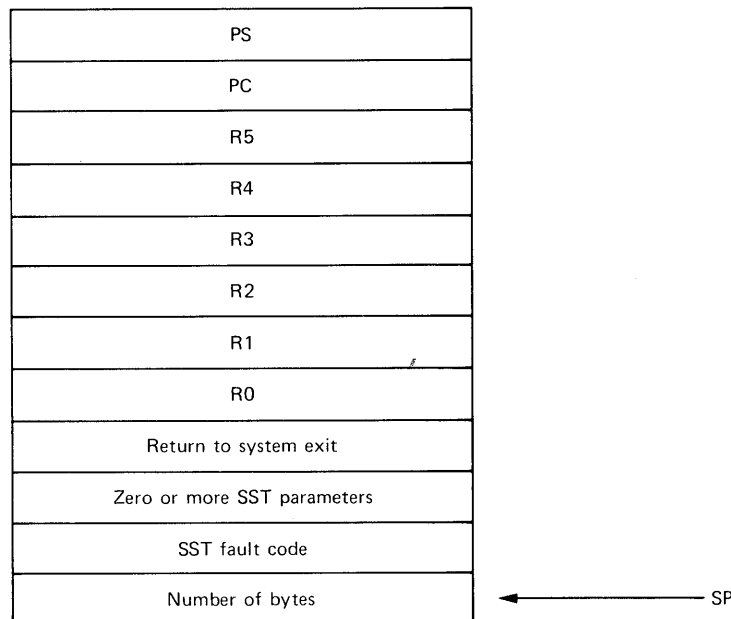 PS
PC
R5
R4
R3
R2
R1
R0
Return to system exit
Zero or more SST parameters
SST fault code
Number of bytes
SP